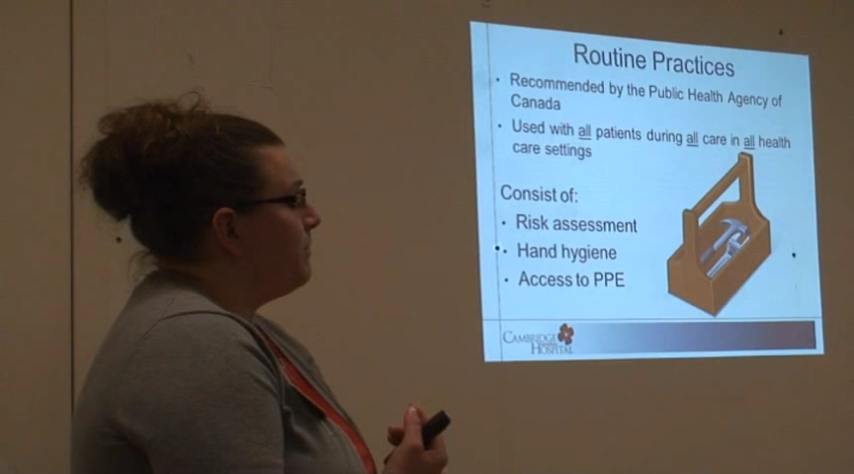 Routine Practices
• Recommended by the Public Health Agency of
Canada
• Used with all patients during all care in all health
care settings
Consist of:
• Risk assessment
• Hand hygiene
• Access to PPE
CAMBRIDGE
HOSPITAL